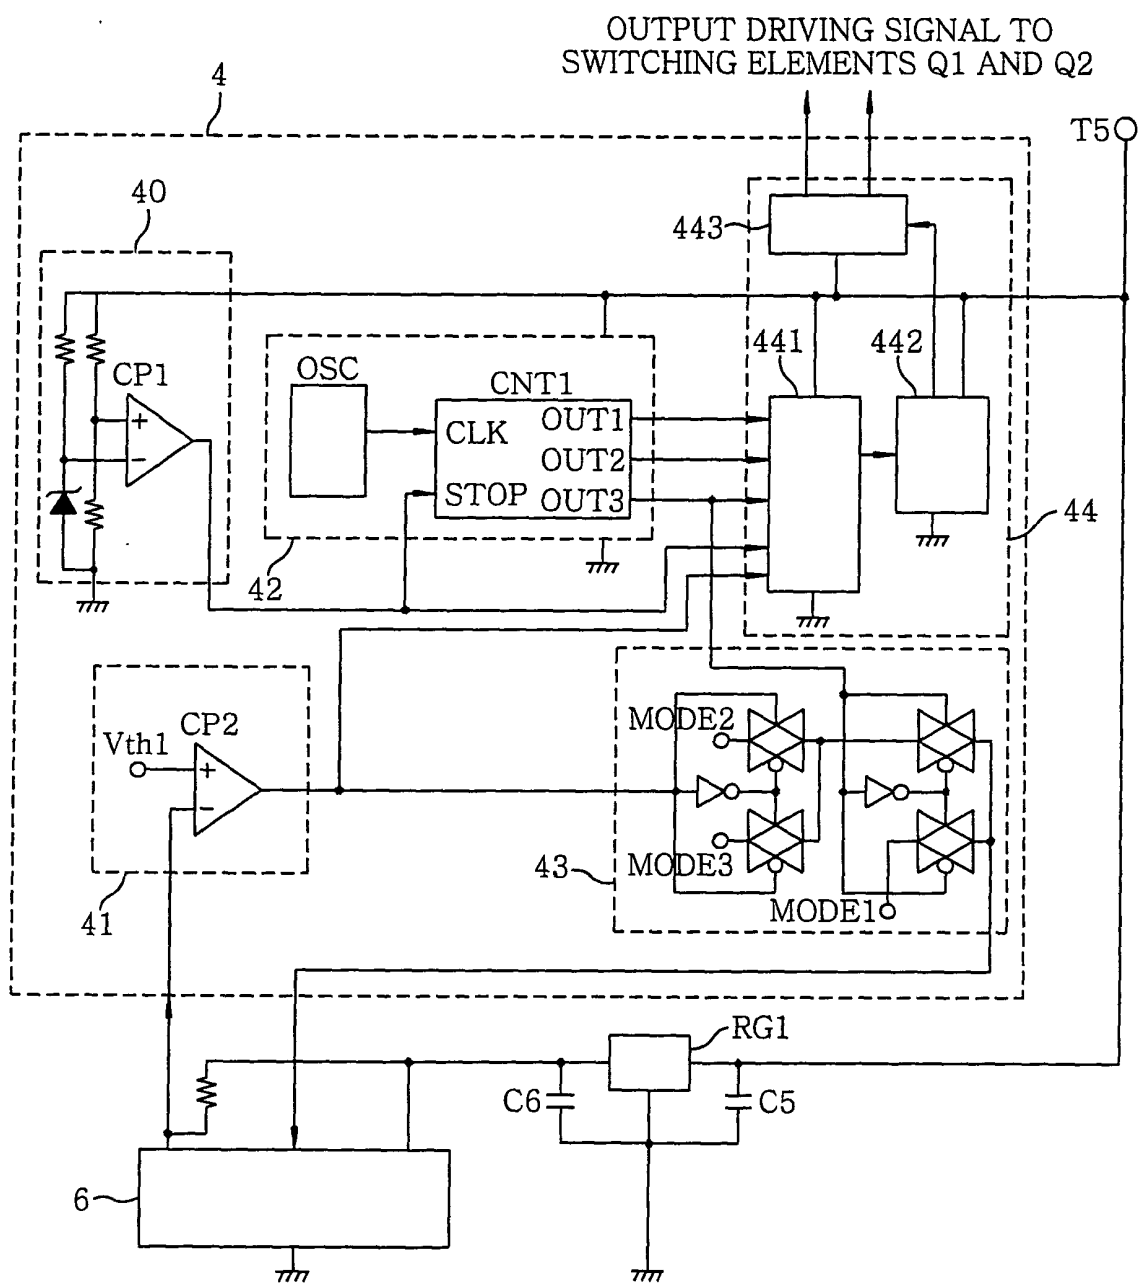 OUTPUT DRIVING SIGNAL TO
SWITCHING ELEMENTS Q1 AND Q2
4
T5
40
443
441
442
CP1
OSC
CNT1
CLK
OUT1
OUT2
STOP
OUT3
44
42
CP2
Vth1
MODE2
MODE3
43
MODE1
41
RG1
C6
C5
6
+
−
+
−